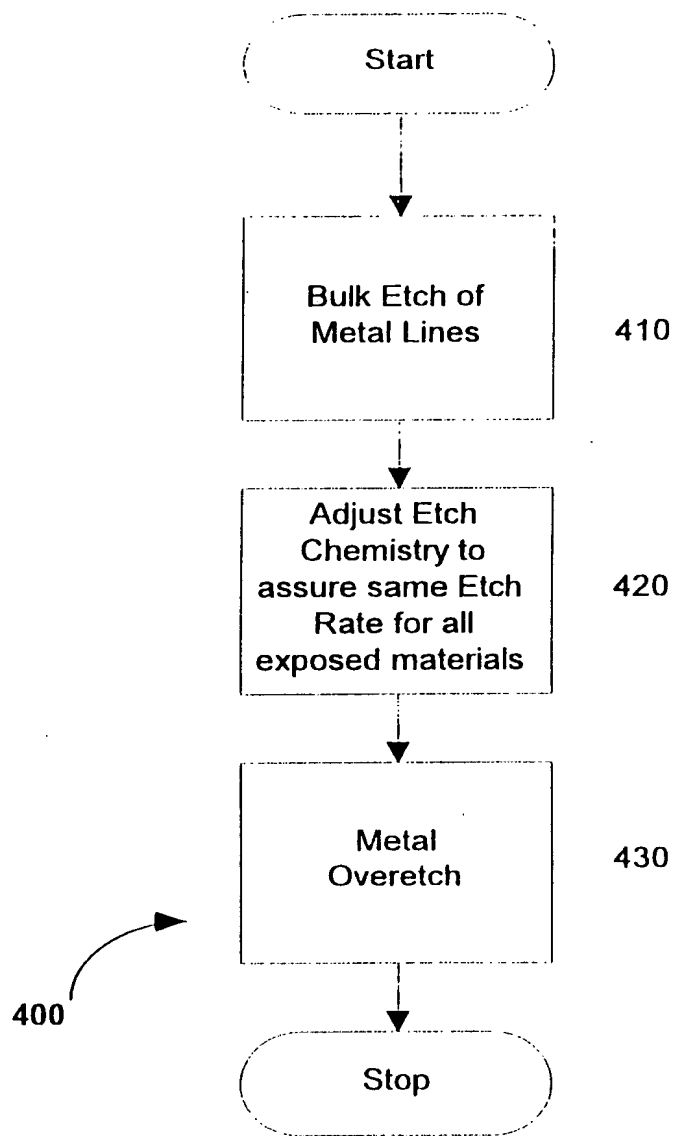 Start
Bulk Etch of
Metal Lines
410
Adjust Etch
Chemistry to
assure same Etch
Rate for all
exposed materials
420
Metal
Overetch
430
400
Stop